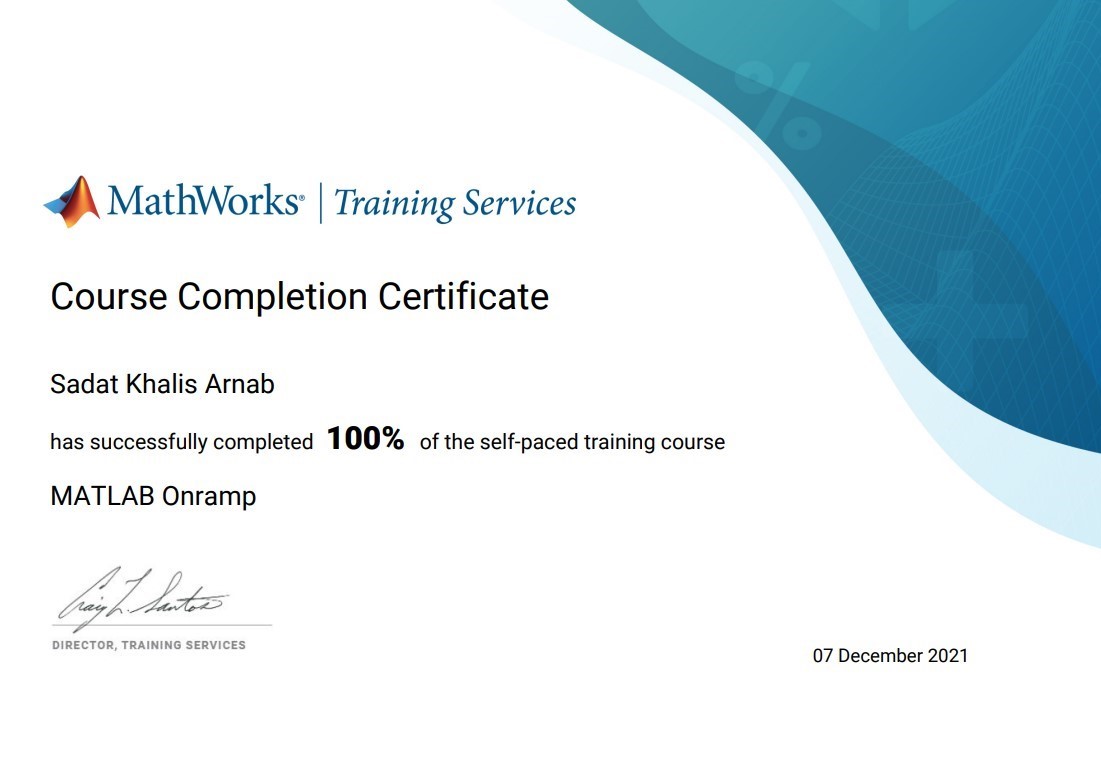 MathWorks® | Training Services
Course Completion Certificate
Sadat Khalis Arnab
has successfully completed 100% of the self-paced training course
MATLAB Onramp
Craig L. Santos
DIRECTOR, TRAINING SERVICES
07 December 2021